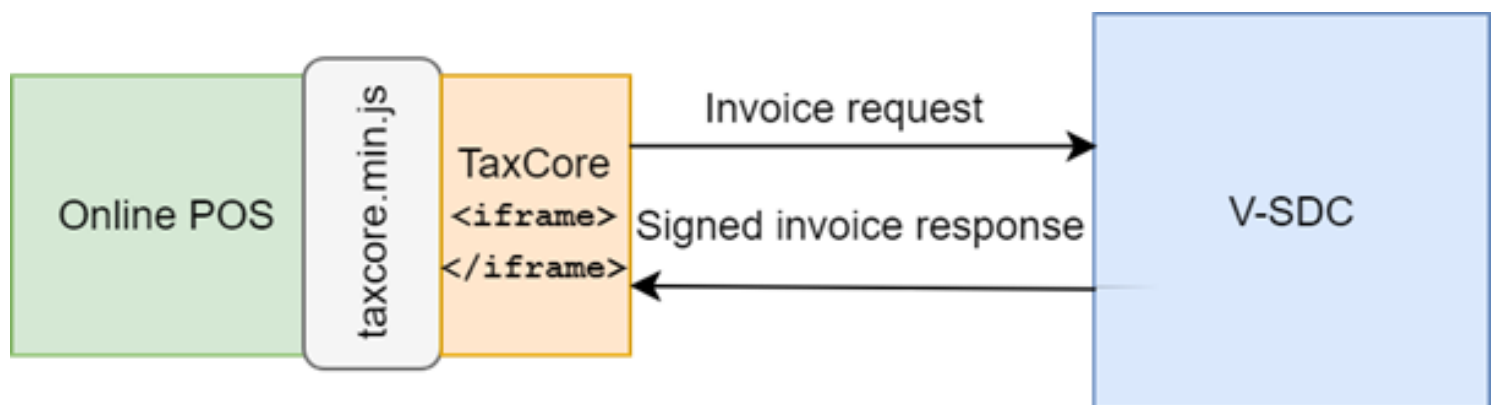 Online POS
taxcore.min.js
TaxCore
<iframe>
</iframe>
Invoice request
Signed invoice response
V-SDC